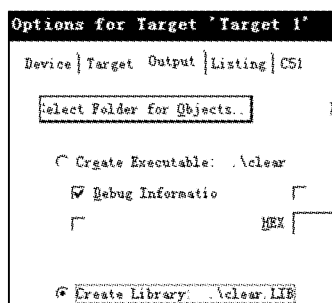 Options for Target 'Target 1'
Device Target Output Listing C51
elect Folder for Objects..
Create Executable: .\clear
Debug Informatio
HEX
Create Library: .\clear.LIB